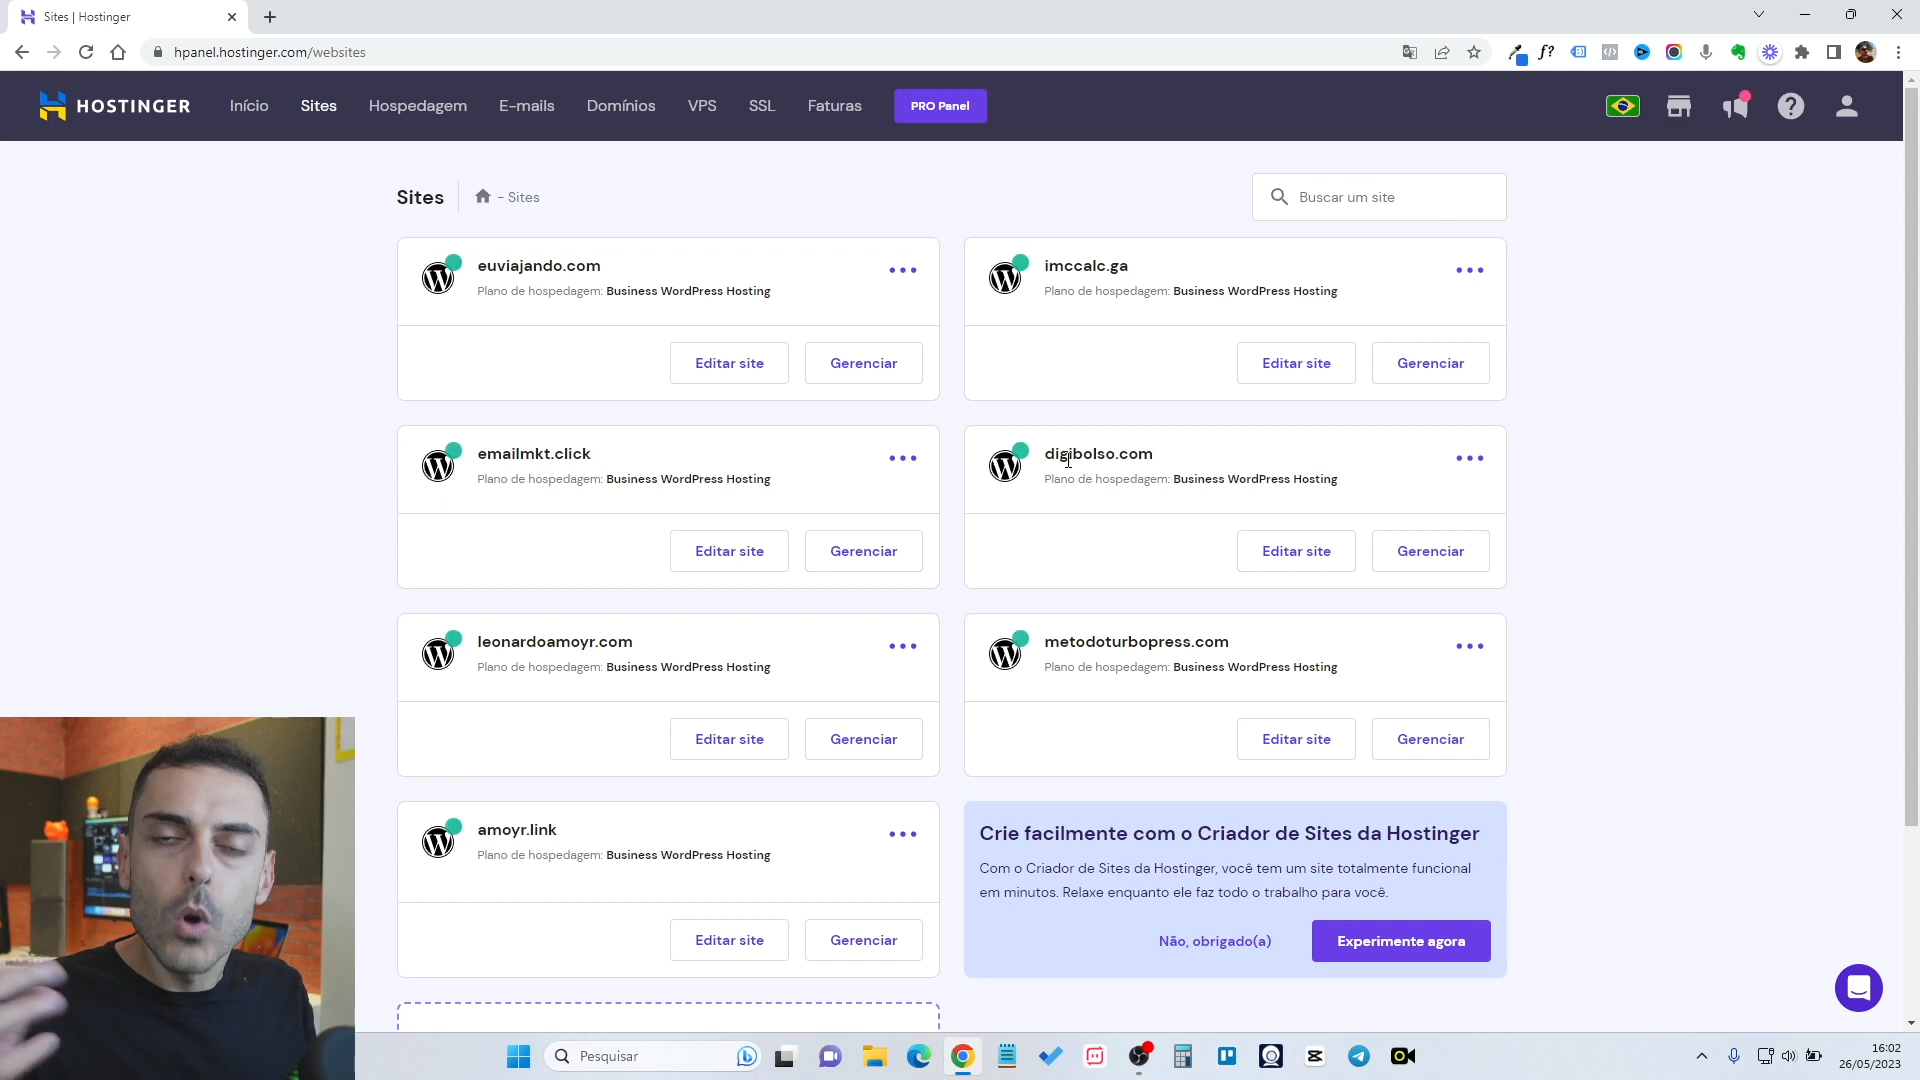 Sites | Hostinger
hpanel.hostinger.com/websites
f?
HOSTINGER
Início
Sites
Hospedagem
E-mails
Domínios
VPS
SSL
Faturas
PRO Panel
Sites
- Sites
Buscar um site
euviajando.com
Plano de hospedagem: Business WordPress Hosting
Editar site
Gerenciar
imccalc.ga
Plano de hospedagem: Business WordPress Hosting
Editar site
Gerenciar
emailmkt.click
Plano de hospedagem: Business WordPress Hosting
Editar site
Gerenciar
digibolso.com
Plano de hospedagem: Business WordPress Hosting
Editar site
Gerenciar
leonardoamoyr.com
Plano de hospedagem: Business WordPress Hosting
Editar site
Gerenciar
metodoturbopress.com
Plano de hospedagem: Business WordPress Hosting
Editar site
Gerenciar
amoyr.link
Plano de hospedagem: Business WordPress Hosting
Editar site
Gerenciar
Crie facilmente com o Criador de Sites da Hostinger
Com o Criador de Sites da Hostinger, você tem um site totalmente funcional
em minutos. Relaxe enquanto ele faz todo o trabalho para você.
Não, obrigado(a)
Experimente agora
Pesquisar
16:02
26/05/2023